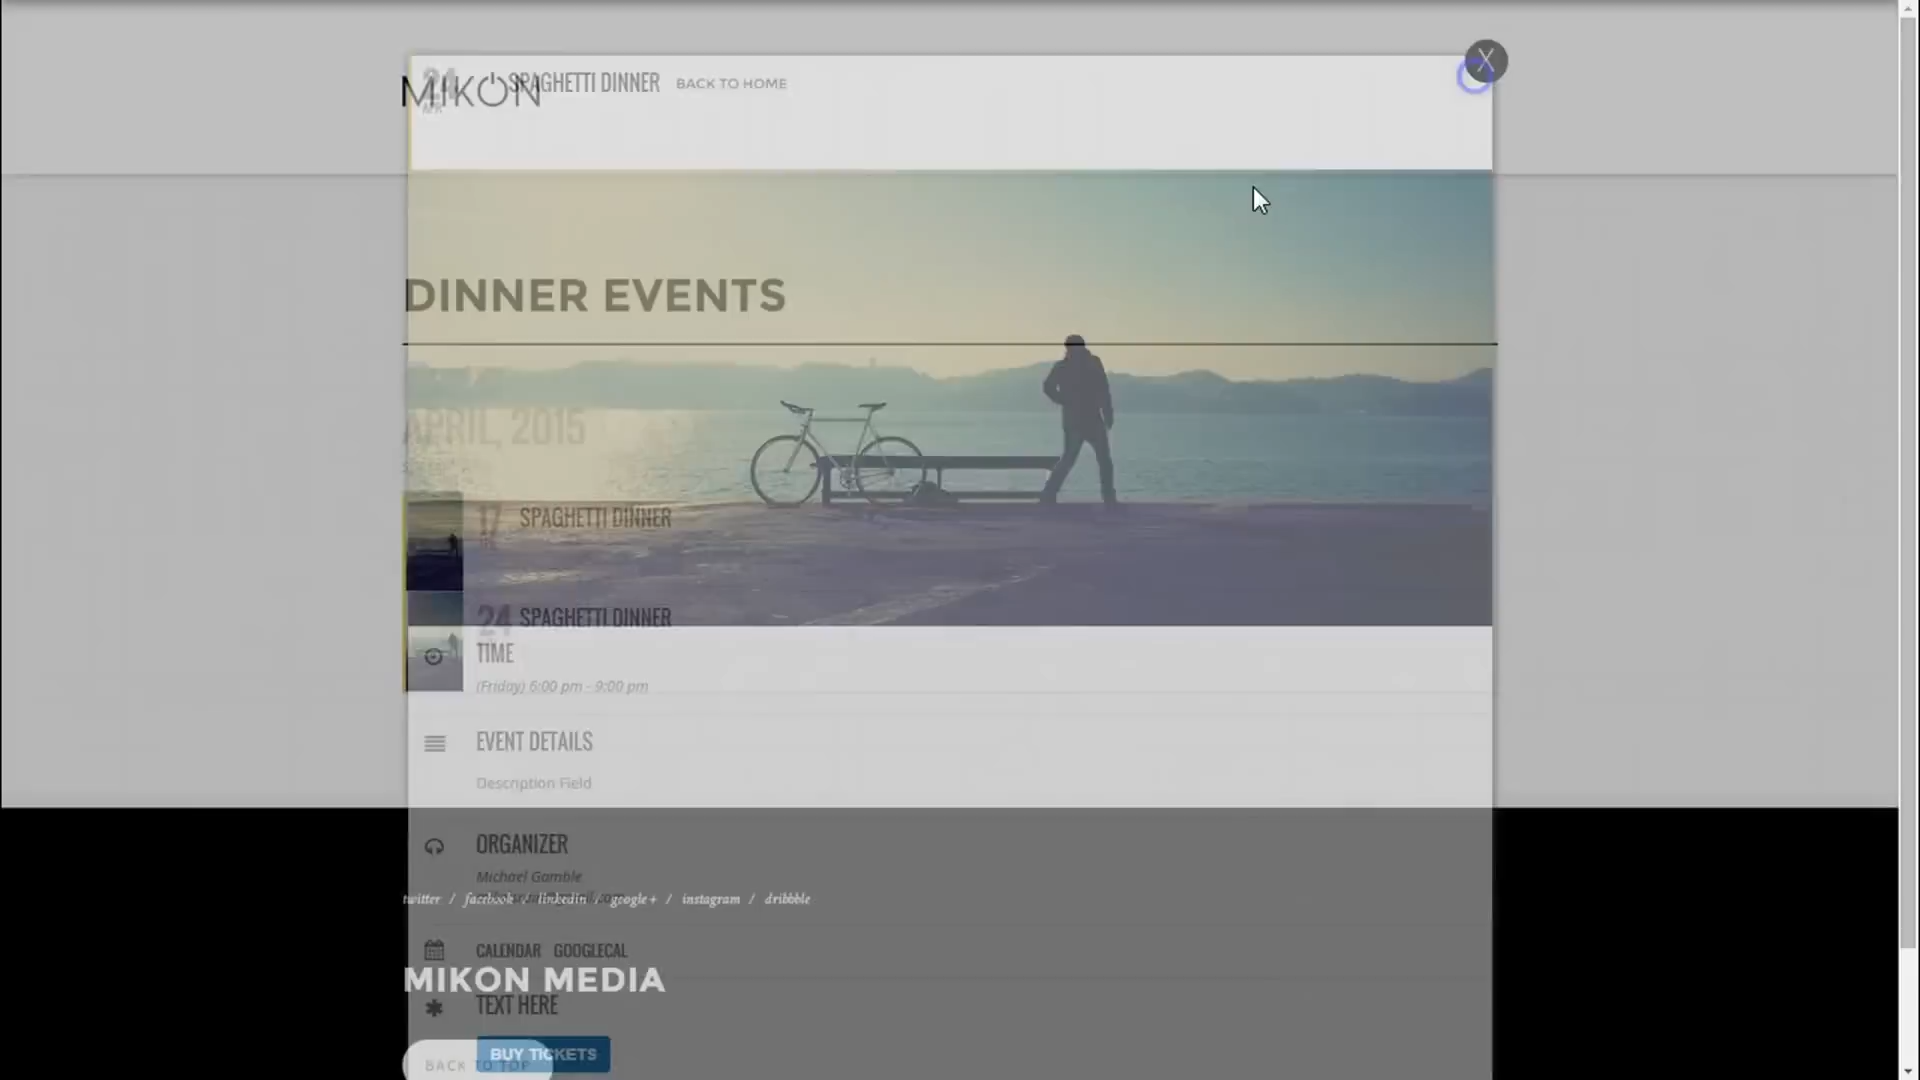 X
24
MIKON
SPAGHETTI DINNER
BACK TO HOME
DINNER EVENTS
APRIL, 2015
17 SPAGHETTI DINNER
24 SPAGHETTI DINNER
TIME
(Friday) 6:00 pm - 9:00 pm
EVENT DETAILS
Description Field
ORGANIZER
Michael Gamble
twitter / facebook / linkedin / google+ / instagram / dribbble
CALENDAR GOOGLECAL
MIKON MEDIA
TEXT HERE
BUY TICKETS
BACK TO TOP